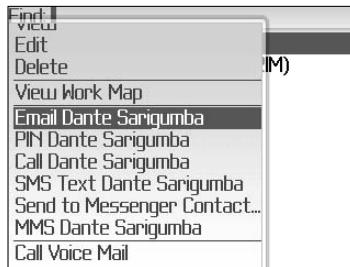 Find:
View
Edit
Delete
IM)
View Work Map
Email Dante Sarigumba
PIN Dante Sarigumba
Call Dante Sarigumba
SMS Text Dante Sarigumba
Send to Messenger Contact...
MMS Dante Sarigumba
Call Voice Mail